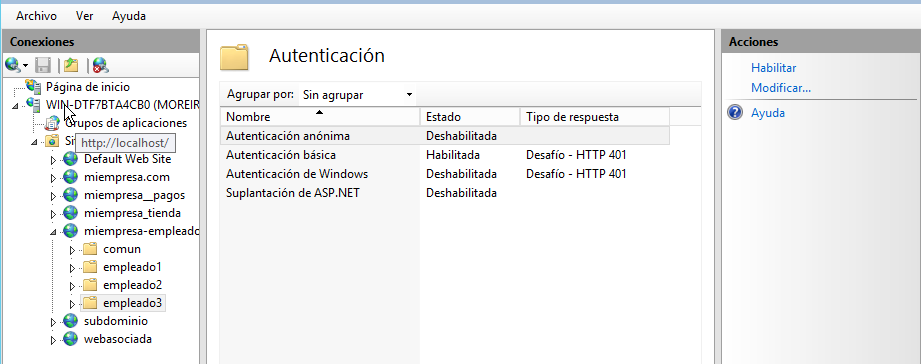 Archivo Ver Ayuda
Conexiones
Página de inicio
WIN-DTF7BTA4CB0 (MOREIR
Grupos de aplicaciones
http://localhost/
Default Web Site
miempresa.com
miempresa__pagos
miempresa_tienda
miempresa-empleado
comun
empleado1
empleado2
empleado3
subdominio
webasociada
Autenticación
Agrupar por: Sin agrupar
Nombre Estado Tipo de respuesta
Autenticación anónima Deshabilitada
Autenticación básica Habilitada Desafío - HTTP 401
Autenticación de Windows Deshabilitada Desafío - HTTP 401
Suplantación de ASP.NET Deshabilitada
Acciones
Habilitar
Modificar...
Ayuda